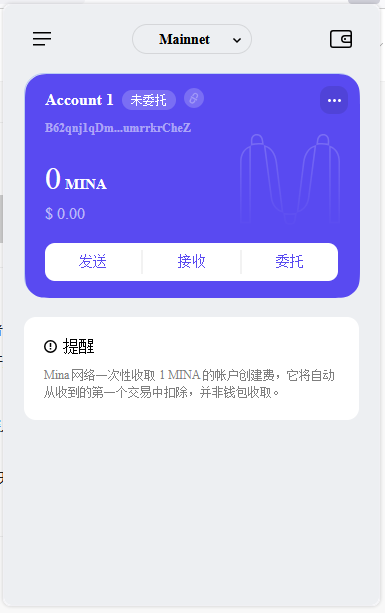 Mainnet
Account 1 未委托
B62qnj1qDm...umrrkrCheZ
0 MINA
$ 0.00
发送 接收 委托
提醒
Mina 网络一次性收取 1 MINA 的帐户创建费，它将自动
从收到的第一个交易中扣除，并非钱包收取。